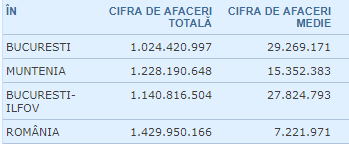 ÎN CIFRA DE AFACERI CIFRA DE AFACERI
TOTALĂ MEDIE
BUCURESTI 1.024.420.997 29.269.171
MUNTENIA 1.228.190.648 15.352.383
BUCURESTI- 1.140.816.504 27.824.793
ILFOV
ROMÂNIA 1.429.950.166 7.221.971